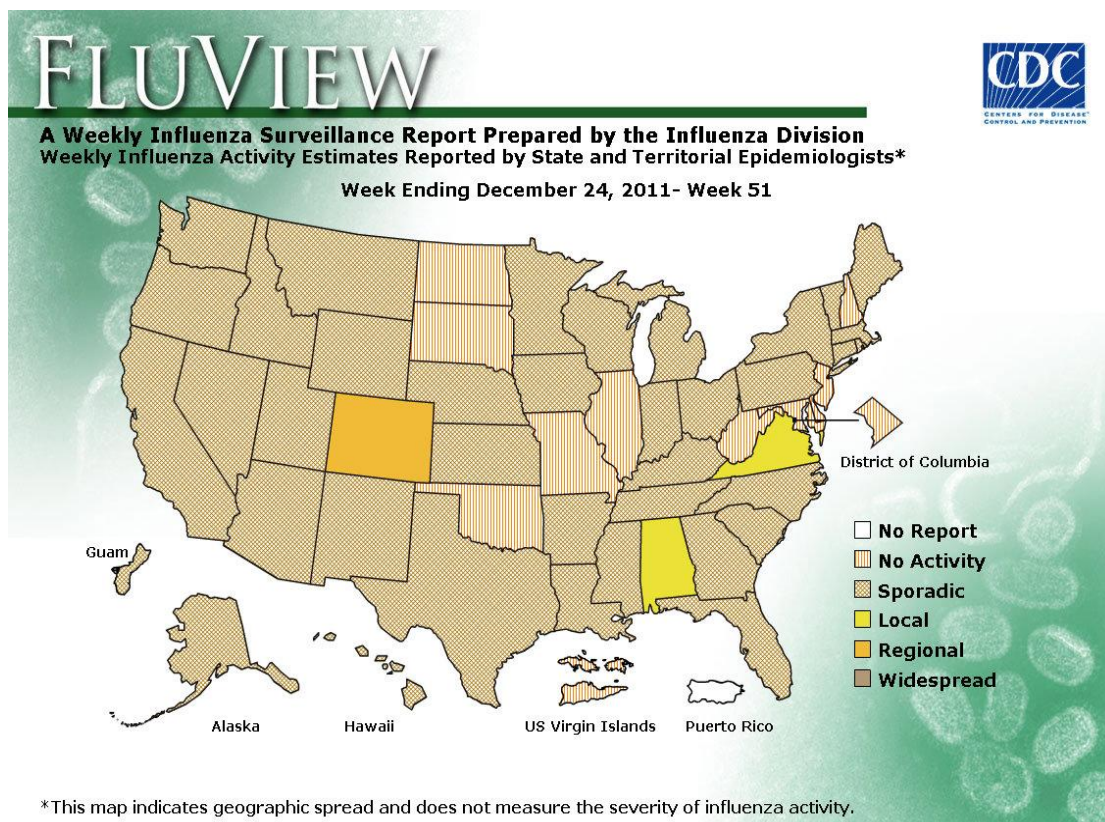 FLUVIEW
CDC
CENTERS FOR DISEASE
CONTROL AND PREVENTION
A Weekly Influenza Surveillance Report Prepared by the Influenza Division
Weekly Influenza Activity Estimates Reported by State and Territorial Epidemiologists*
Week Ending December 24, 2011- Week 51
District of Columbia
No Report
No Activity
Sporadic
Local
Regional
Widespread
Guam
Alaska
Hawaii
US Virgin Islands
Puerto Rico
*This map indicates geographic spread and does not measure the severity of influenza activity.